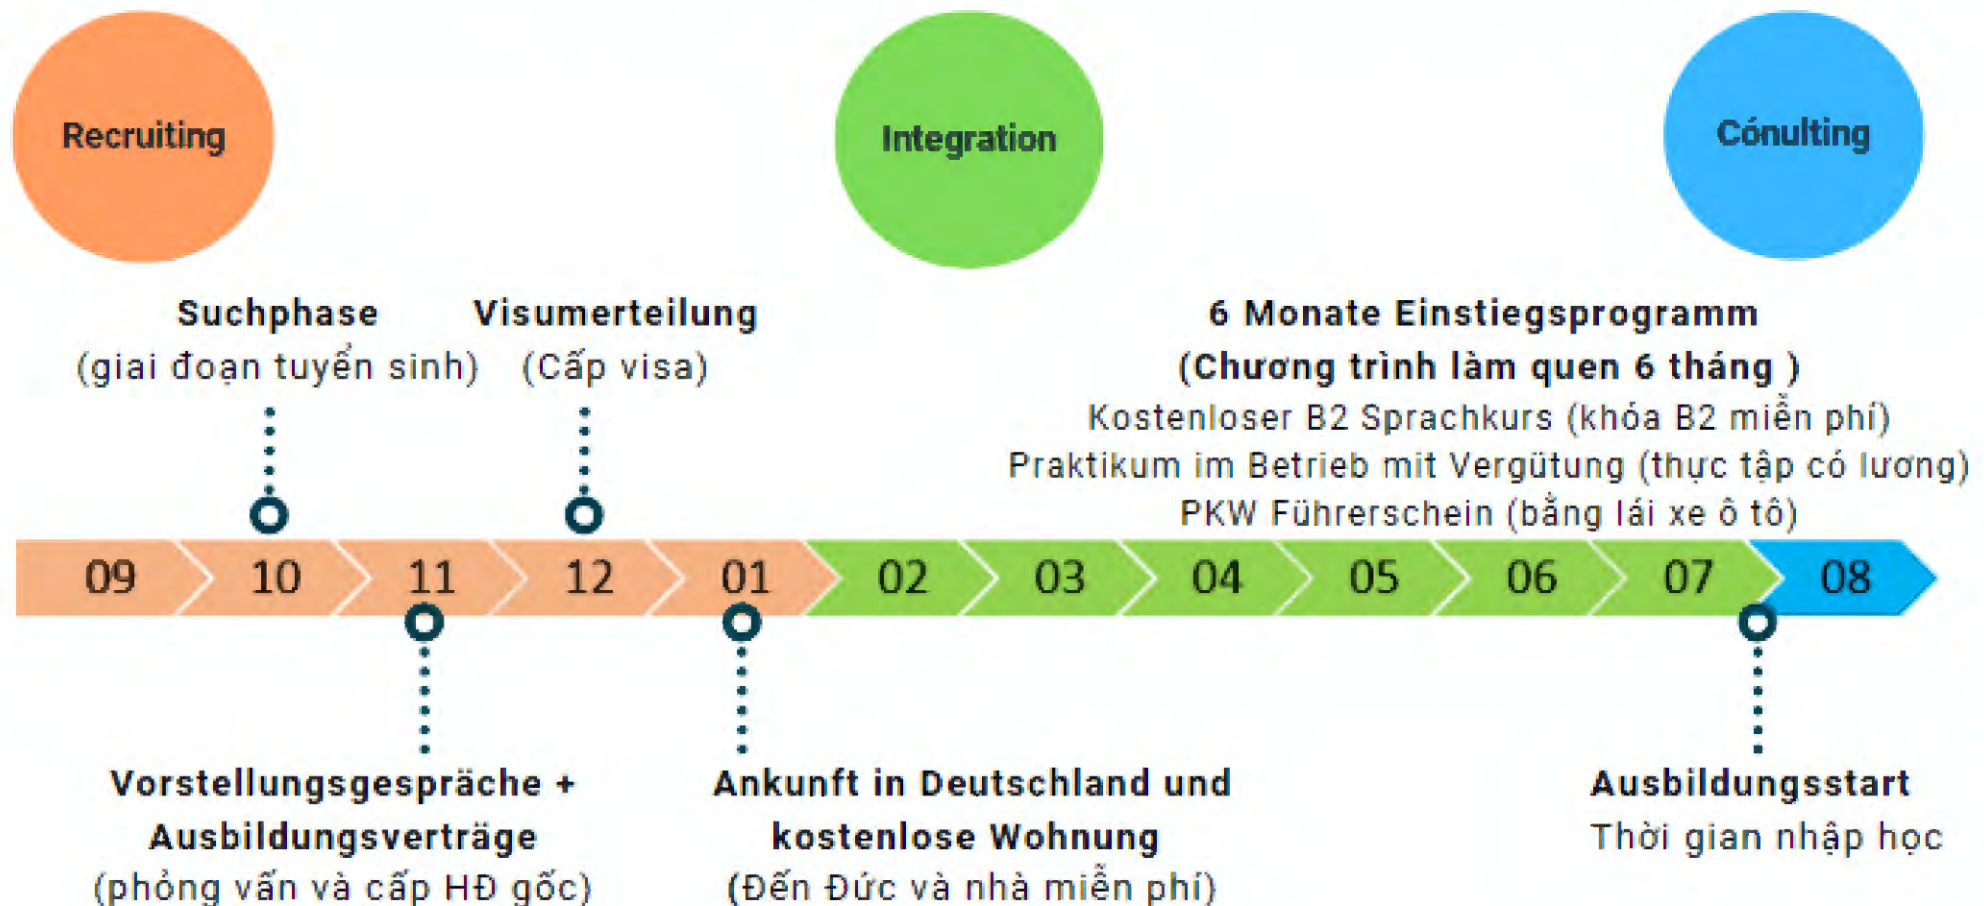 Recruiting
Integration
Cónulting
Suchphase
(giai đoạn tuyển sinh)
Visumerteilung
(Cấp visa)
6 Monate Einstiegsprogramm
(Chương trình làm quen 6 tháng )
Kostenloser B2 Sprachkurs (khóa B2 miễn phí)
Praktikum im Betrieb mit Vergütung (thực tập có lương)
PKW Führerschein (bằng lái xe ô tô)
09 10 11 12 01 02 03 04 05 06 07 08
Vorstellungsgespräche +
Ausbildungsverträge
(phỏng vấn và cấp HĐ gốc)
Ankunft in Deutschland und
kostenlose Wohnung
(Đến Đức và nhà miễn phí)
Ausbildungsstart
Thời gian nhập học